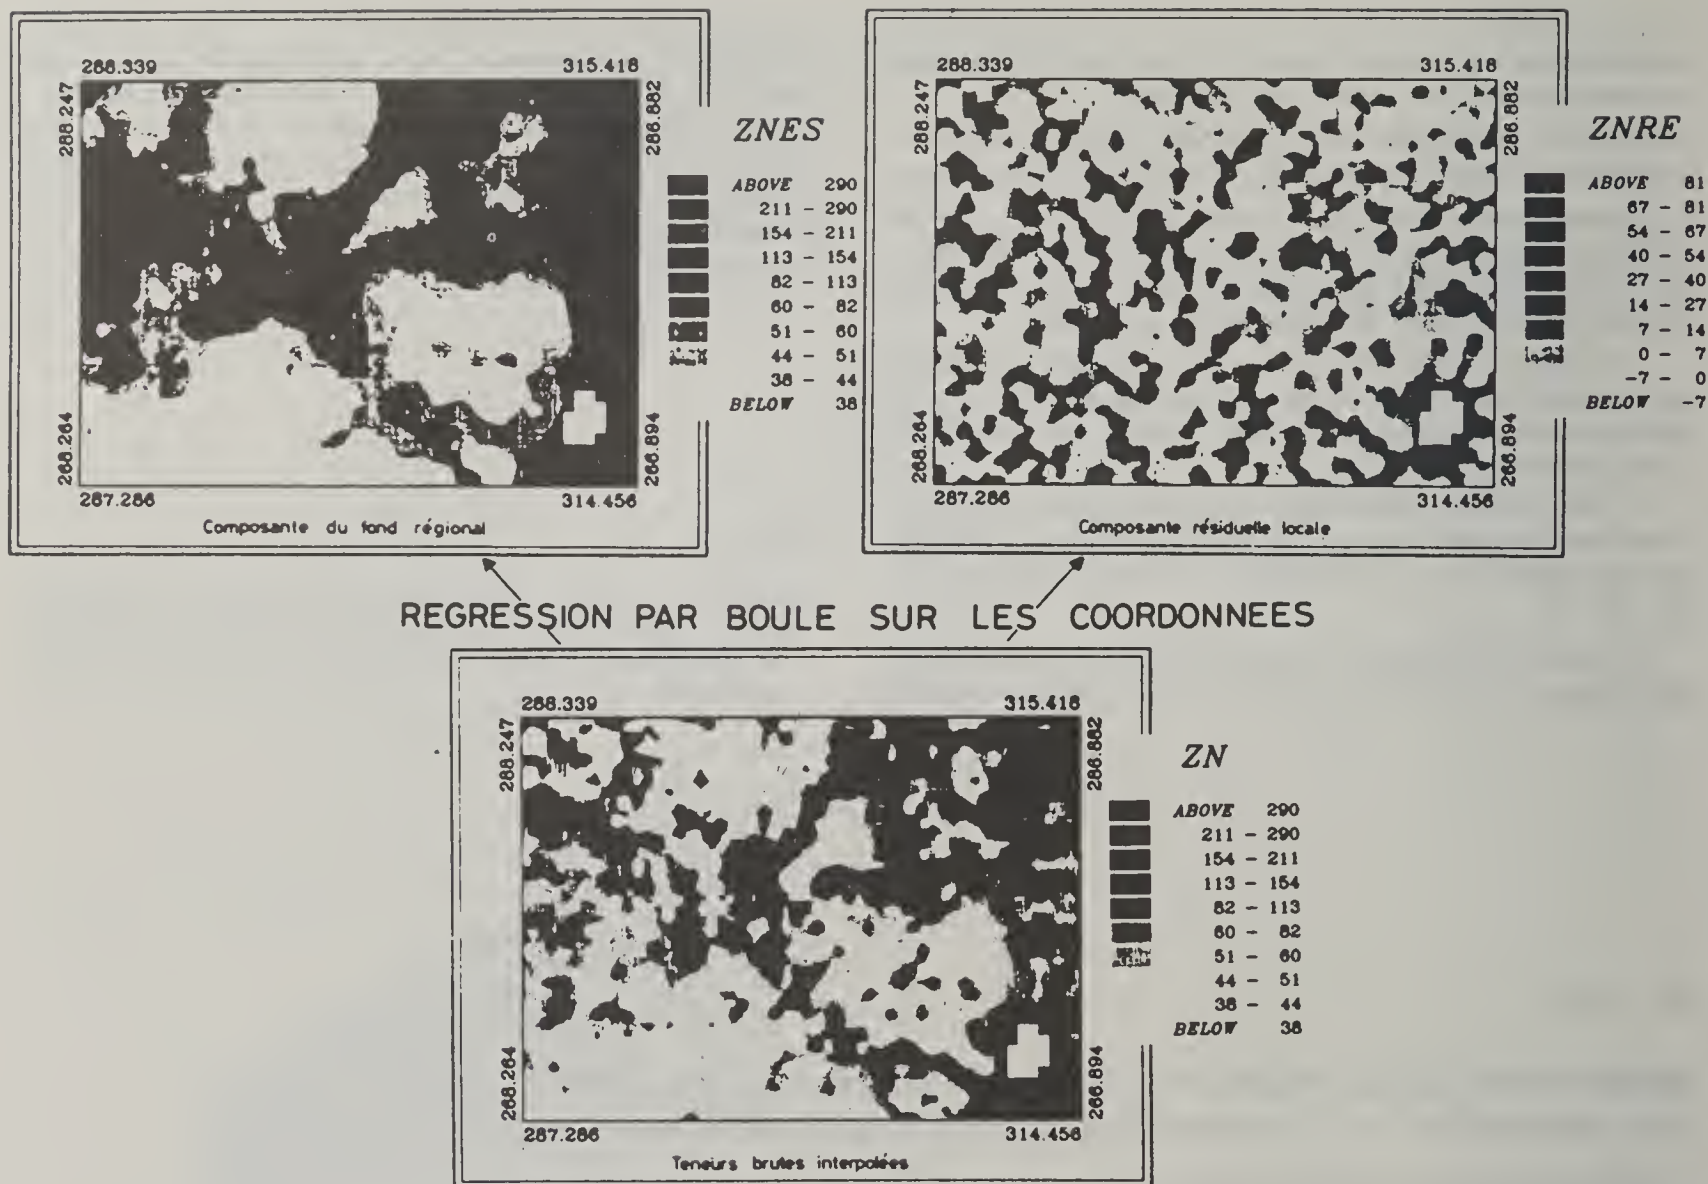 288.339 315.418
288.247
286.882
268.264
266.894
287.286 314.456
Composante du fond régional
ZNES
ABOVE 290
211 - 290
154 - 211
113 - 154
82 - 113
60 - 82
51 - 60
44 - 51
38 - 44
BELOW 38
288.339 315.418
288.247
286.882
268.264
266.894
287.286 314.456
Composante résiduelle locale
ZNRE
ABOVE 81
67 - 81
54 - 67
40 - 54
27 - 40
14 - 27
7 - 14
0 - 7
-7 - 0
BELOW -7
REGRESSION PAR BOULE SUR LES COORDONNEES
288.339 315.418
288.247
286.882
268.264
266.894
287.286 314.456
Teneurs brutes interpolées
ZN
ABOVE 290
211 - 290
154 - 211
113 - 154
82 - 113
60 - 82
51 - 60
44 - 51
38 - 44
BELOW 38